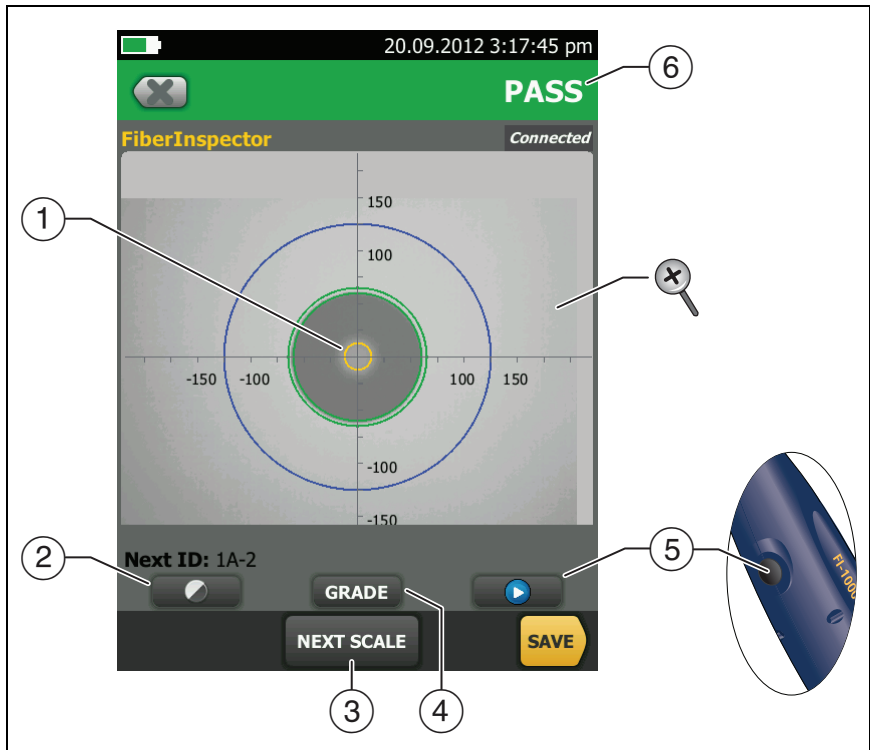 20.09.2012 3:17:45 pm
PASS
6
FiberInspector
Connected
150
1
100
-150 -100 100 150
-100
-150
Next ID: 1A-2
2
5
GRADE
FI-1000
NEXT SCALE
SAVE
3
4